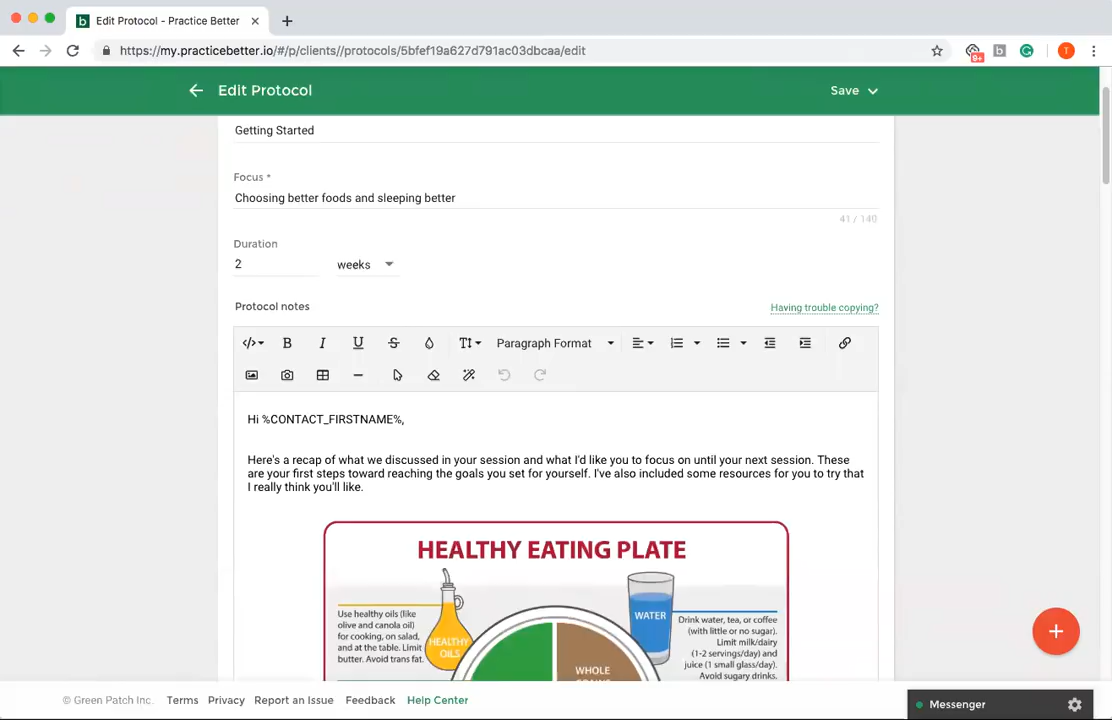 Edit Protocol - Practice Better
https://my.practicebetter.io/#/p/clients//protocols/5bfef19a627d791ac03dbcaa/edit
9+
b
T
Edit Protocol
Save
Getting Started
Focus *
Choosing better foods and sleeping better
41 / 140
Duration
2
weeks
Protocol notes
Having trouble copying?
Paragraph Format
Hi %CONTACT_FIRSTNAME%,
Here's a recap of what we discussed in your session and what I'd like you to focus on until your next session. These
are your first steps toward reaching the goals you set for yourself. I've also included some resources for you to try that
I really think you'll like.
HEALTHY EATING PLATE
Use healthy oils (like
olive and canola oil)
for cooking, on salad,
and at the table. Limit
butter. Avoid trans fat.
HEALTHY
OILS
WATER
Drink water, tea, or coffee
(with little or no sugar).
Limit milk/dairy
(1-2 servings/day) and
juice (1 small glass/day).
Avoid sugary drinks.
WHOLE
© Green Patch Inc.
Terms
Privacy
Report an Issue
Feedback
Help Center
Messenger